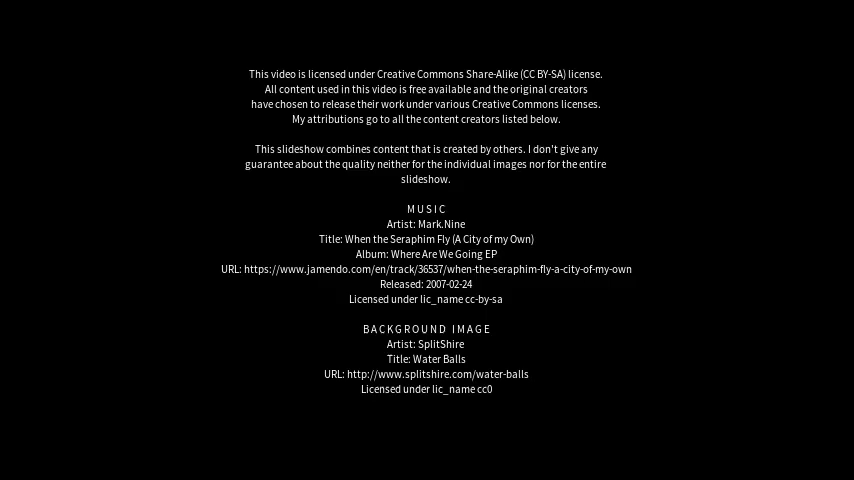 This video is licensed under Creative Commons Share-Alike (CC BY-SA) license.
All content used in this video is free available and the original creators
have chosen to release their work under various Creative Commons licenses.
My attributions go to all the content creators listed below.
This slideshow combines content that is created by others. I don't give any
guarantee about the quality neither for the individual images nor for the entire
slideshow.
MUSIC
Artist: Mark.Nine
Title: When the Seraphim Fly (A City of my Own)
Album: Where Are We Going EP
URL: https://www.jamendo.com/en/track/36537/when-the-seraphim-fly-a-city-of-my-own
Released: 2007-02-24
Licensed under lic_name cc-by-sa
BACKGROUND IMAGE
Artist: SplitShire
Title: Water Balls
URL: http://www.splitshire.com/water-balls
Licensed under lic_name cc0